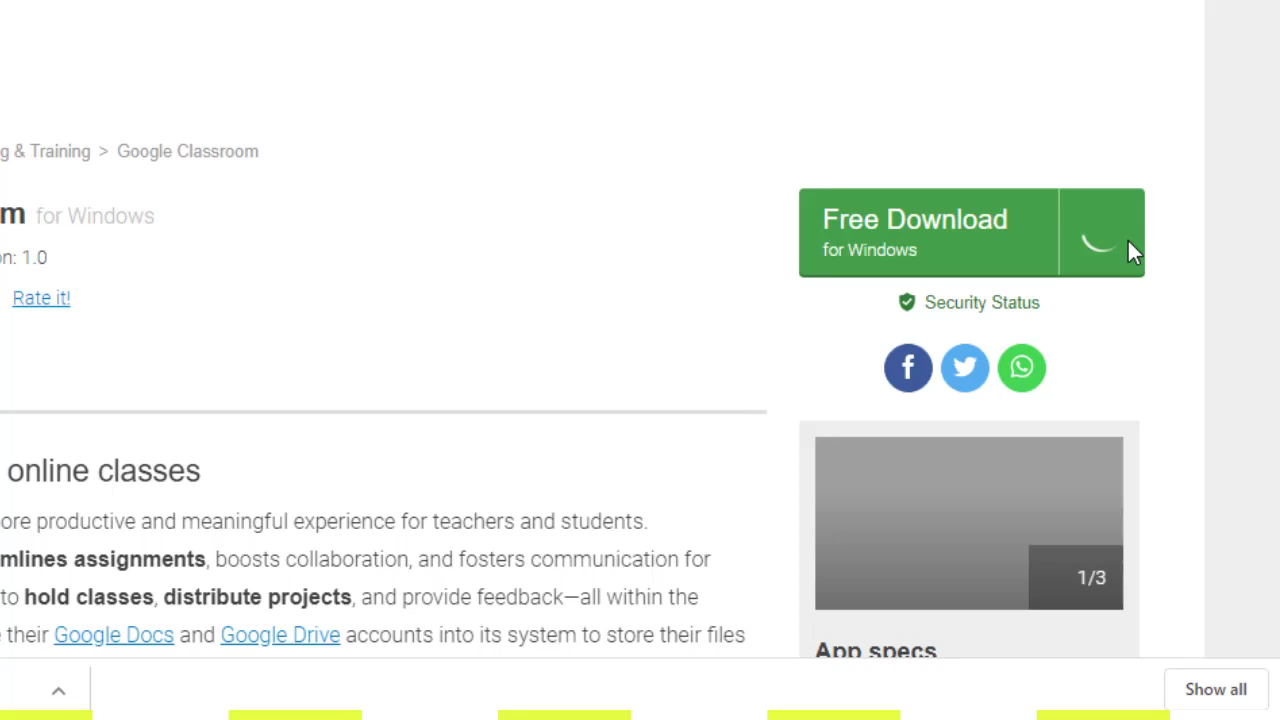 g & Training > Google Classroom
m for Windows
on: 1.0
Rate it!
Free Download
for Windows
Security Status
online classes
ore productive and meaningful experience for teachers and students.
mlines assignments, boosts collaboration, and fosters communication for
to hold classes, distribute projects, and provide feedback—all within the
their Google Docs and Google Drive accounts into its system to store their files
1/3
App specs
Show all